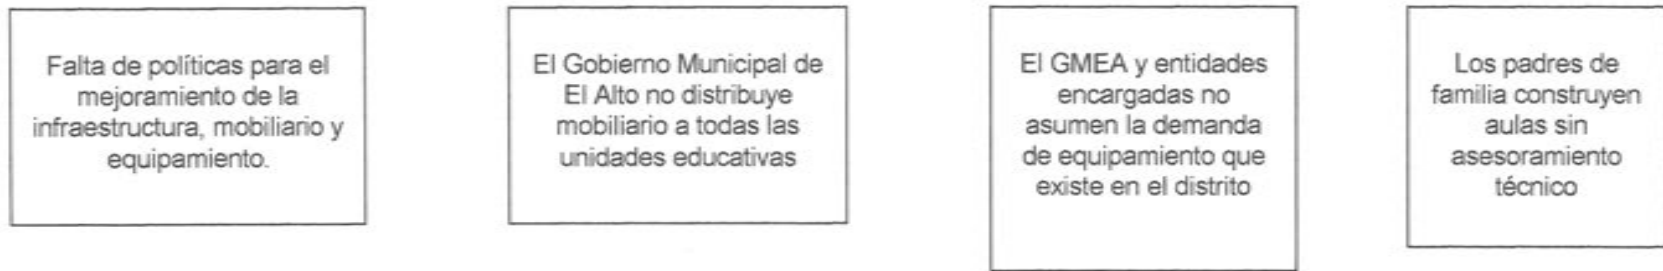 Falta de políticas para el
mejoramiento de la
infraestructura, mobiliario y
equipamiento.
El Gobierno Municipal de
El Alto no distribuye
mobiliario a todas las
unidades educativas
El GMEA y entidades
encargadas no
asumen la demanda
de equipamiento que
existe en el distrito
Los padres de
familia construyen
aulas sin
asesoramiento
técnico